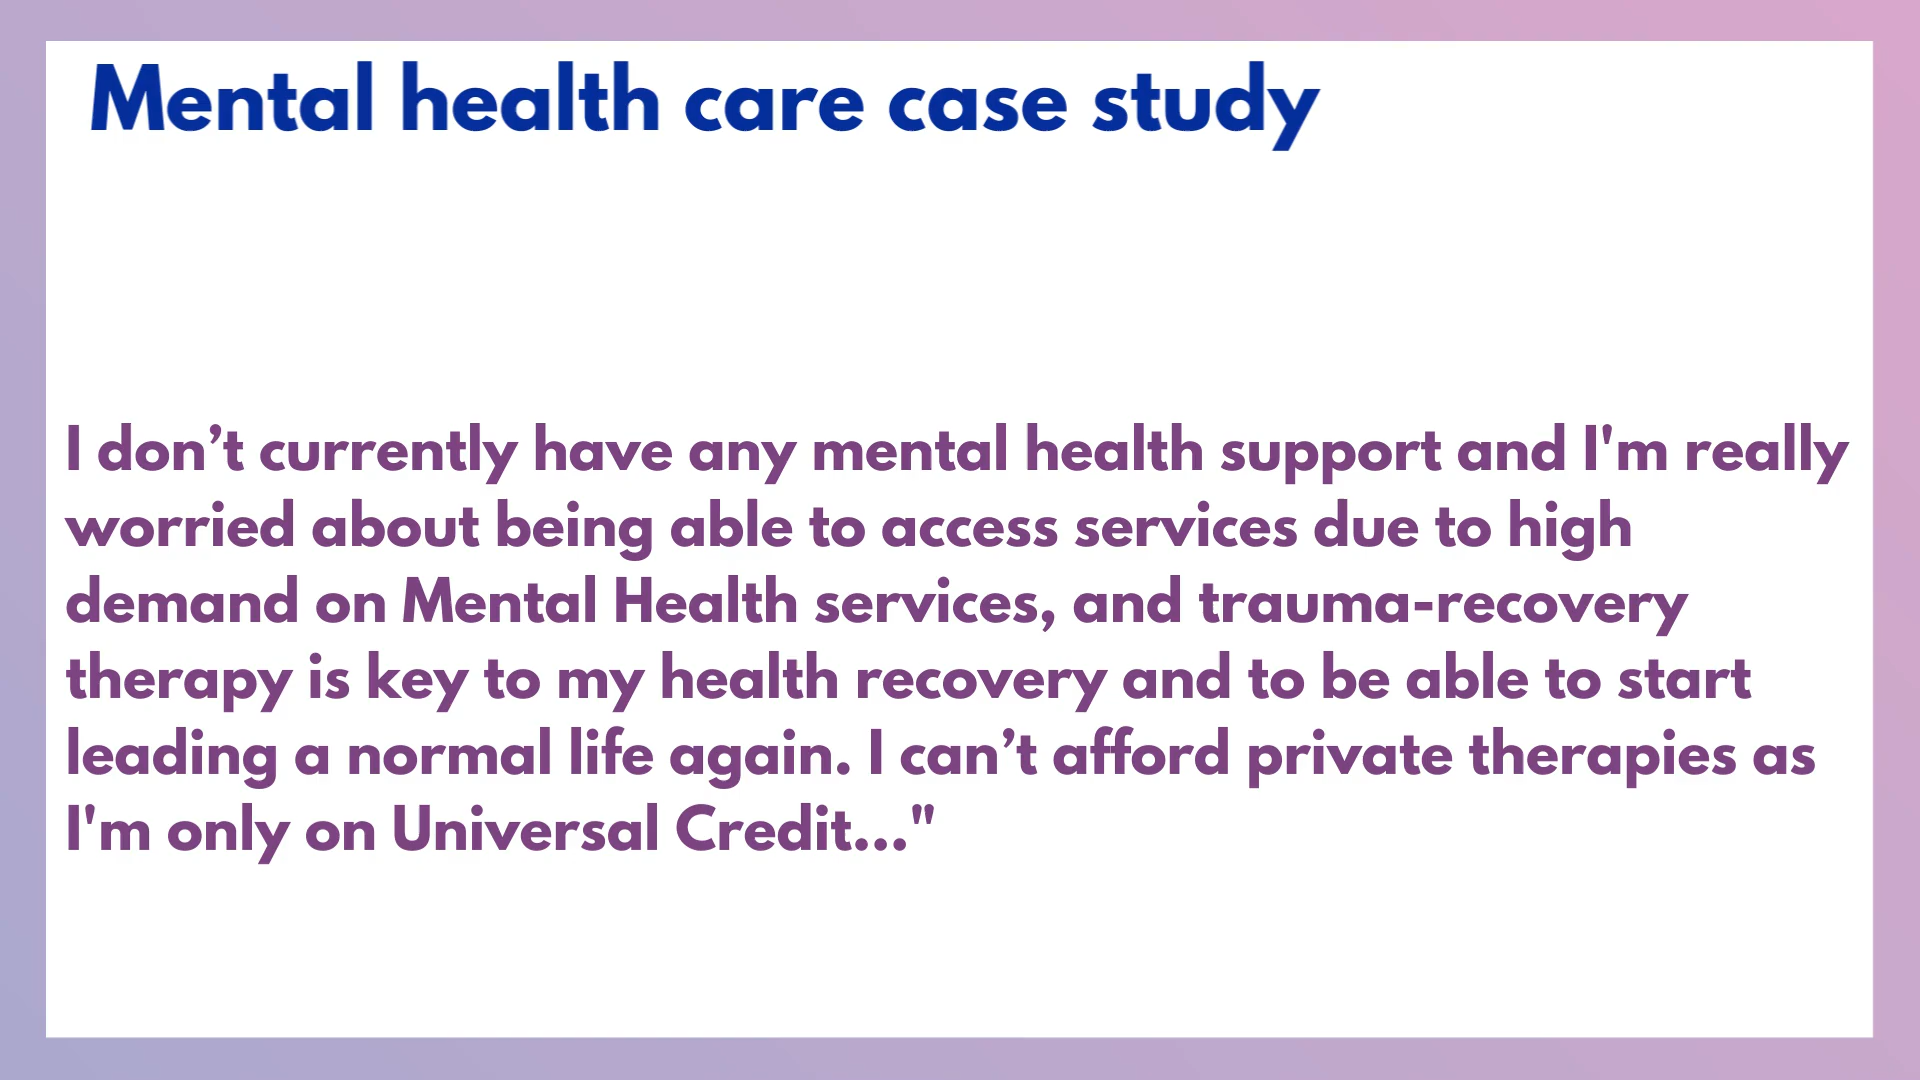 Mental health care case study
I don’t currently have any mental health support and I'm really
worried about being able to access services due to high
demand on Mental Health services, and trauma-recovery
therapy is key to my health recovery and to be able to start
leading a normal life again. I can’t afford private therapies as
I'm only on Universal Credit..."